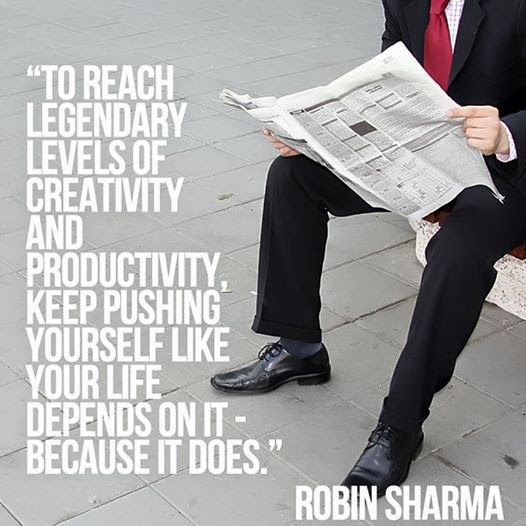 “TO REACH
LEGENDARY
LEVELS OF
CREATIVITY
AND
PRODUCTIVITY,
KEEP PUSHING
YOURSELF LIKE
YOUR LIFE
DEPENDS ON IT -
BECAUSE IT DOES.”
ROBIN SHARMA